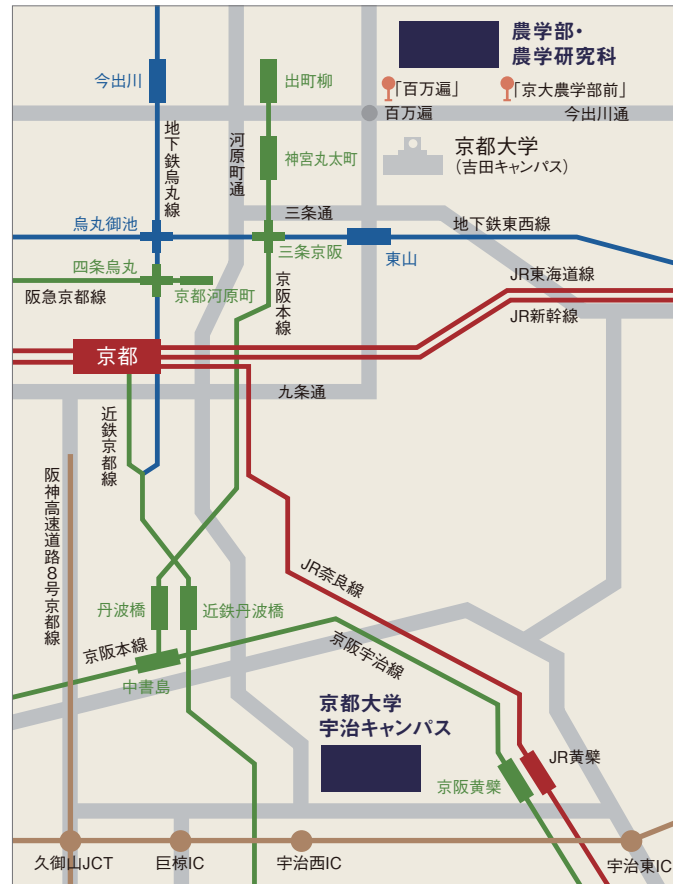 農学部・
農学研究科
今出川
出町柳
「百万遍」
「京大農学部前」
百万遍
今出川通
地下鉄烏丸線
河原町通
神宮丸太町
京都大学
（吉田キャンパス）
三条通
烏丸御池
地下鉄東西線
三条京阪
東山
四条烏丸
京都河原町
阪急京都線
京阪本線
JR東海道線
JR新幹線
京都
九条通
近鉄京都線
阪神高速道路8号京都線
JR奈良線
丹波橋
近鉄丹波橋
京阪本線
京阪宇治線
中書島
京都大学
宇治キャンパス
JR黄檗
京阪黄檗
久御山JCT
巨椋IC
宇治西IC
宇治東IC